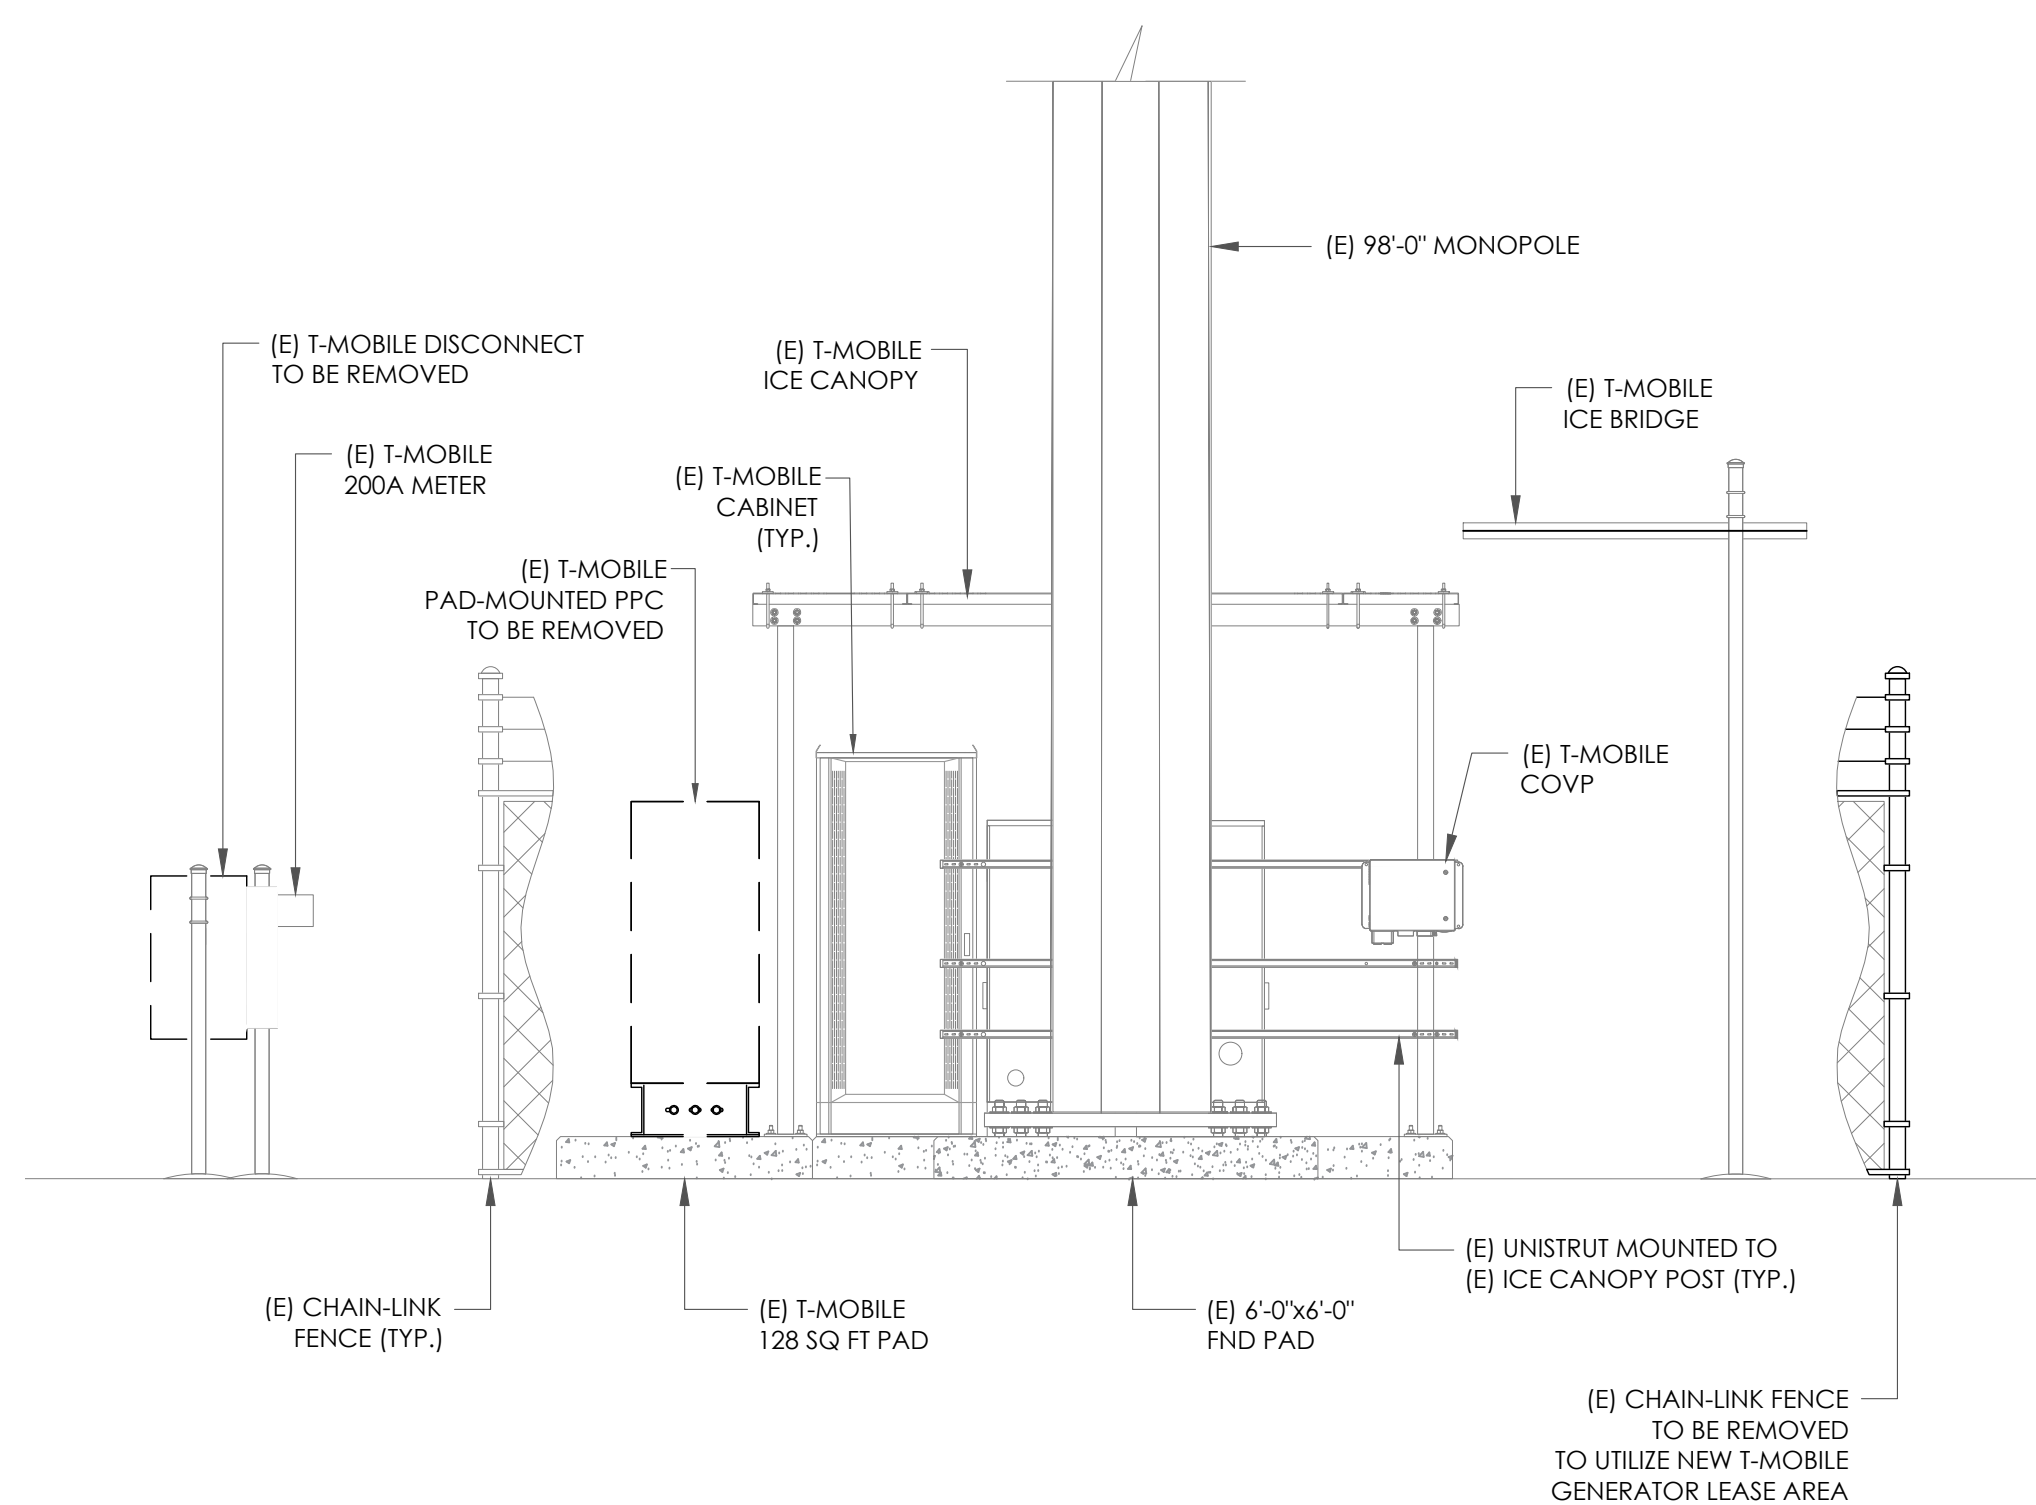 (E) 98'-0" MONOPOLE
(E) T-MOBILE DISCONNECT
TO BE REMOVED
(E) T-MOBILE
ICE CANOPY
(E) T-MOBILE
ICE BRIDGE
(E) T-MOBILE
200A METER
(E) T-MOBILE
CABINET
(TYP.)
(E) T-MOBILE
PAD-MOUNTED PPC
TO BE REMOVED
(E) T-MOBILE
COVP
(E) UNISTRUT MOUNTED TO
(E) ICE CANOPY POST (TYP.)
(E) CHAIN-LINK
FENCE (TYP.)
(E) T-MOBILE
128 SQ FT PAD
(E) 6'-0"x6'-0"
FND PAD
(E) CHAIN-LINK FENCE
TO BE REMOVED
TO UTILIZE NEW T-MOBILE
GENERATOR LEASE AREA